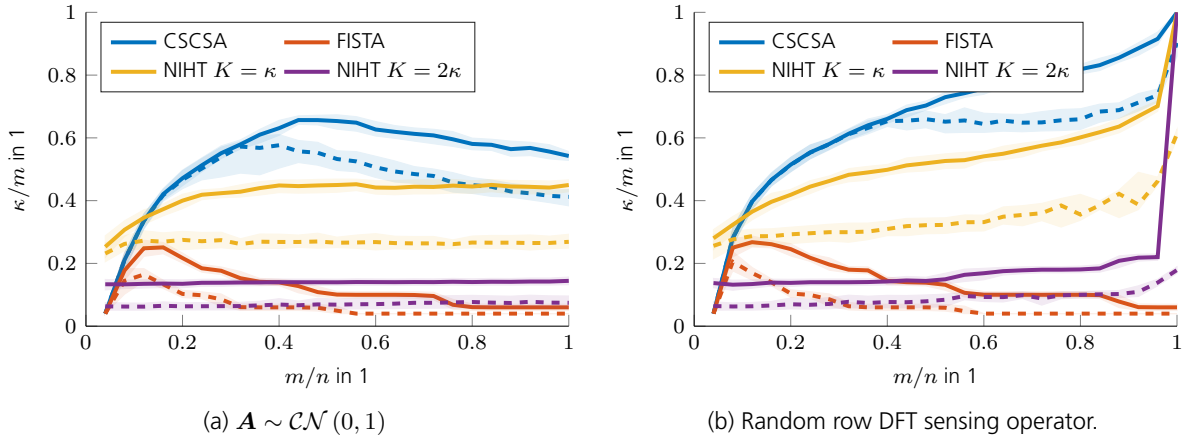 CSCSA FISTA
NIHT K = κ NIHT K = 2κ
1
0.8
0.6
0.4
0.2
0
κ/m in 1
0 0.2 0.4 0.6 0.8 1
m/n in 1
(a) A ∼ CN (0, 1)
CSCSA FISTA
NIHT K = κ NIHT K = 2κ
1
0.8
0.6
0.4
0.2
0
κ/m in 1
0 0.2 0.4 0.6 0.8 1
m/n in 1
(b) Random row DFT sensing operator.